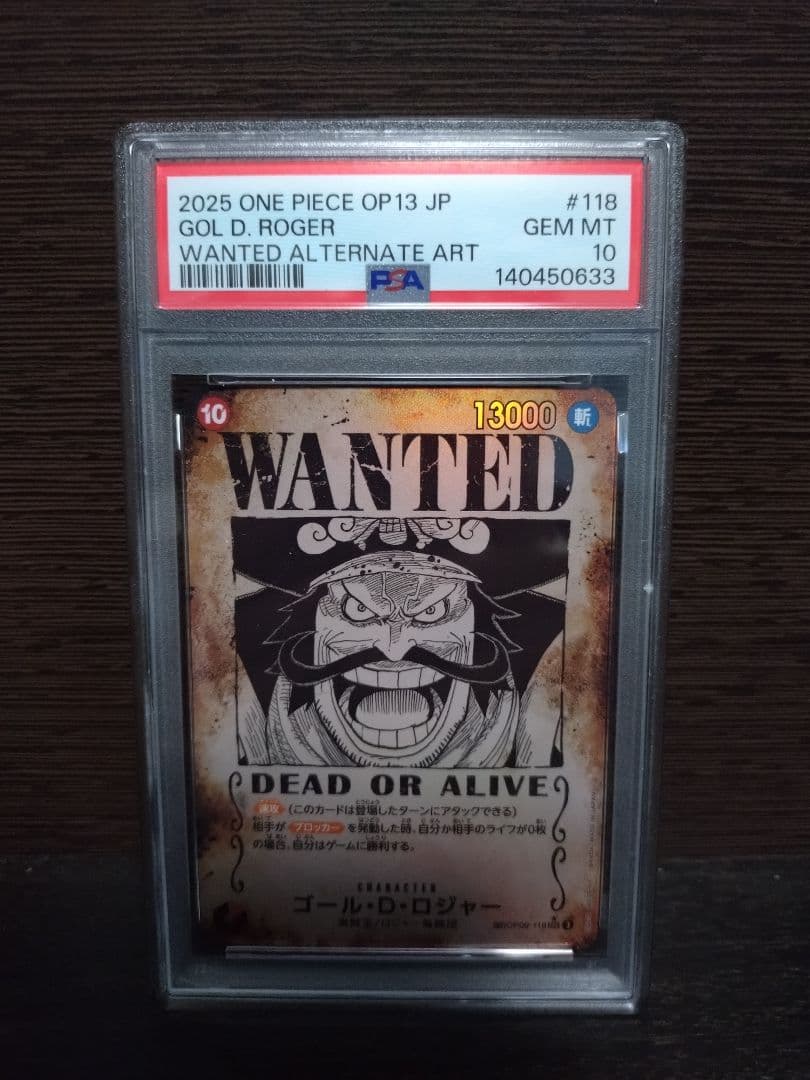 2025 ONE PIECE OP13 JP #118
GOL D. ROGER GEM MT
WANTED ALTERNATE ART 10
PSA 140450633
10 13000 斬
WANTED
DEAD OR ALIVE
速攻 (このカードは登場したターンにアタックできる)
相手が ブロッカー を発動した時、自分か相手のライフが0枚
の場合、自分はゲームに勝利する。
CHARACTER
ゴール・D・ロジャー